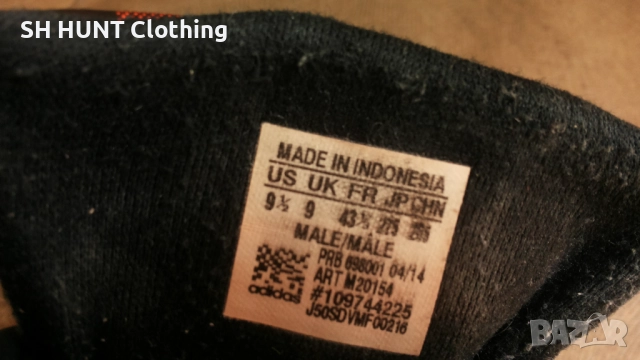 SH HUNT Clothing
MADE IN INDONESIA
US UK FR JP CHN
9½ 9 43⅓ 275 265
MALE/MÂLE
PRB 698001 04/14
ART M20154
#109744225
J50SDVMF00216
adidas
BAZAR